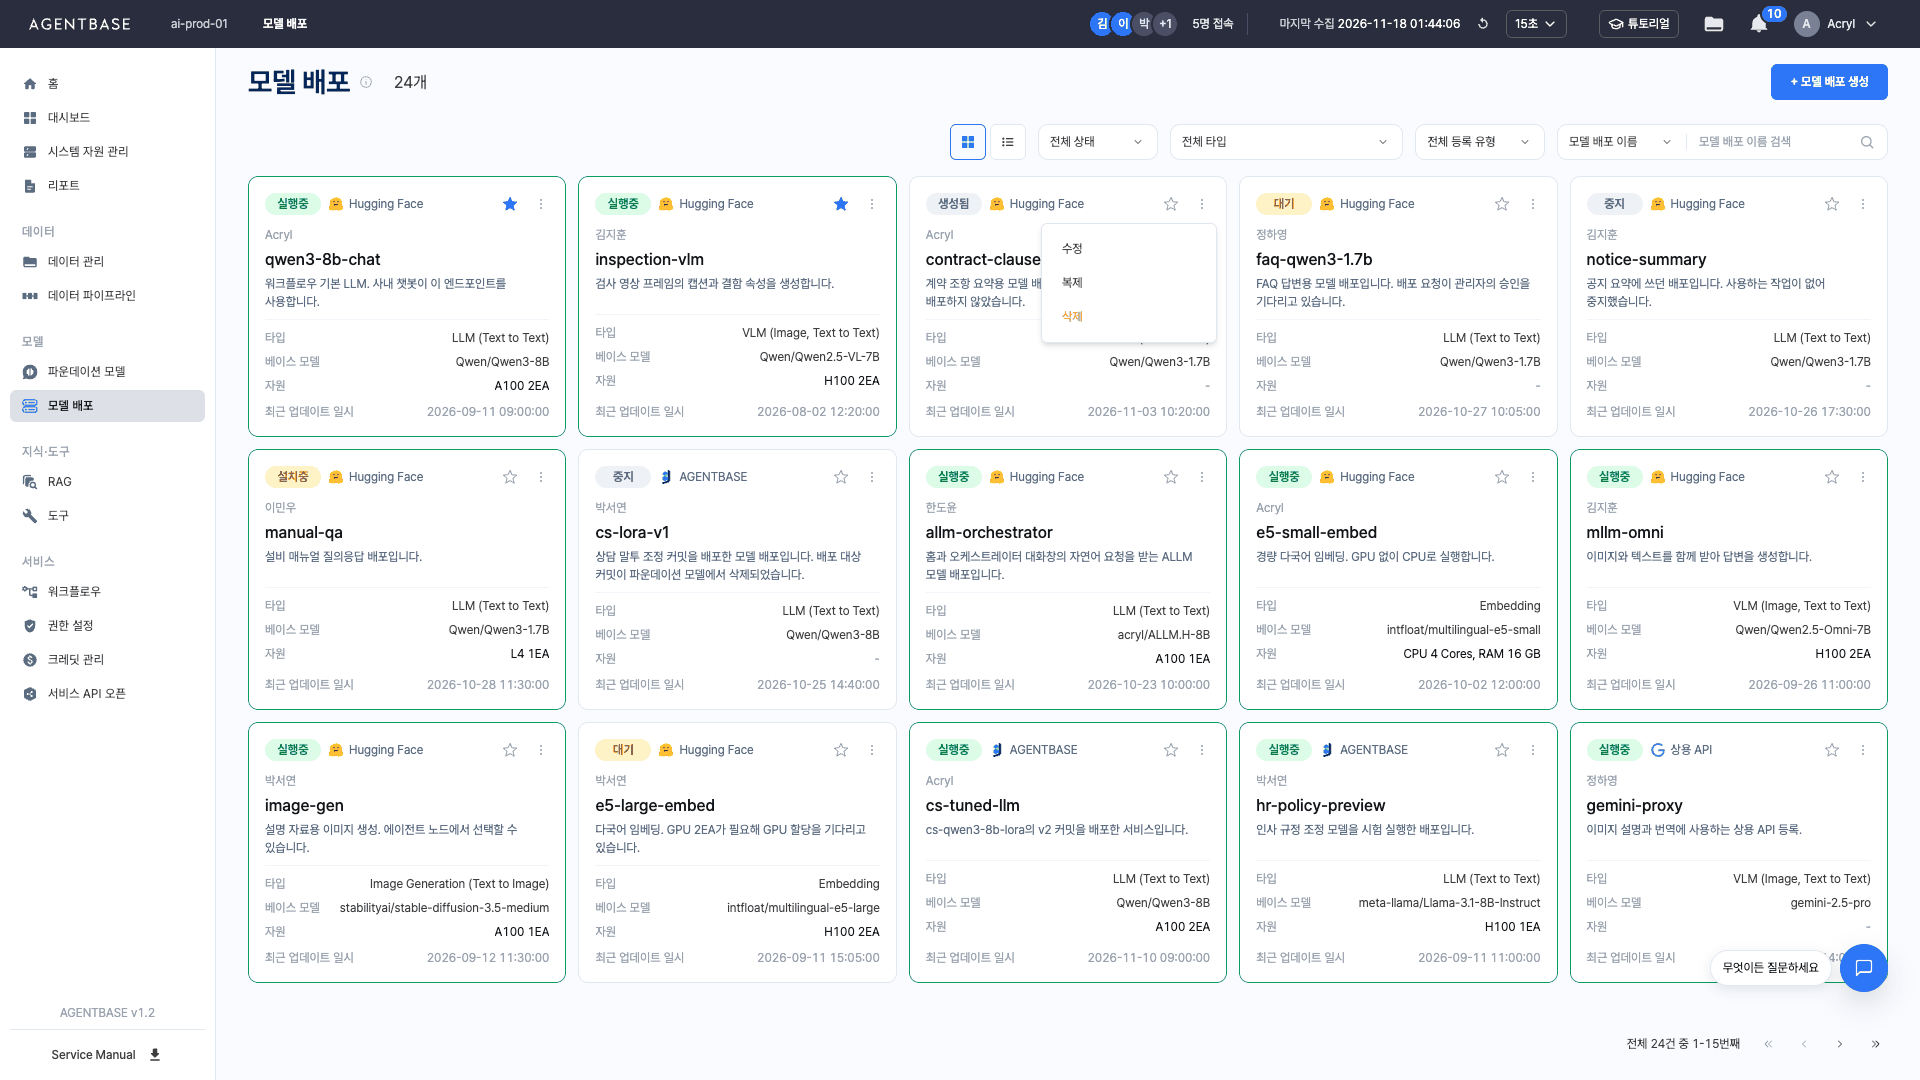 AGENTBASE
ai-prod-01
모델 배포
김
이
박
+1
5명 접속
마지막 수집 2026-11-18 01:44:06
15초
튜토리얼
10
A
Acryl
홈
대시보드
시스템 자원 관리
리포트
데이터
데이터 관리
데이터 파이프라인
모델
파운데이션 모델
모델 배포
지식·도구
RAG
도구
서비스
워크플로우
권한 설정
크레딧 관리
서비스 API 오픈
AGENTBASE v1.2
Service Manual
모델 배포
24개
+ 모델 배포 생성
전체 상태
전체 타입
전체 등록 유형
모델 배포 이름
모델 배포 이름 검색
실행중
Hugging Face
Acryl
qwen3-8b-chat
워크플로우 기본 LLM. 사내 챗봇이 이 엔드포인트를
사용합니다.
타입
LLM (Text to Text)
베이스 모델
Qwen/Qwen3-8B
자원
A100 2EA
최근 업데이트 일시
2026-09-11 09:00:00
실행중
Hugging Face
김지훈
inspection-vlm
검사 영상 프레임의 캡션과 결함 속성을 생성합니다.
타입
VLM (Image, Text to Text)
베이스 모델
Qwen/Qwen2.5-VL-7B
자원
H100 2EA
최근 업데이트 일시
2026-08-02 12:20:00
생성됨
Hugging Face
Acryl
contract-clause
계약 조항 요약용 모델 배
배포하지 않았습니다.
타입
베이스 모델
Qwen/Qwen3-1.7B
자원
-
최근 업데이트 일시
2026-11-03 10:20:00
수정
복제
삭제
대기
Hugging Face
정하영
faq-qwen3-1.7b
FAQ 답변용 모델 배포입니다. 배포 요청이 관리자의 승인을
기다리고 있습니다.
타입
LLM (Text to Text)
베이스 모델
Qwen/Qwen3-1.7B
자원
-
최근 업데이트 일시
2026-10-27 10:05:00
중지
Hugging Face
김지훈
notice-summary
공지 요약에 쓰던 배포입니다. 사용하는 작업이 없어
중지했습니다.
타입
LLM (Text to Text)
베이스 모델
Qwen/Qwen3-1.7B
자원
-
최근 업데이트 일시
2026-10-26 17:30:00
설치중
Hugging Face
이민우
manual-qa
설비 매뉴얼 질의응답 배포입니다.
타입
LLM (Text to Text)
베이스 모델
Qwen/Qwen3-1.7B
자원
L4 1EA
최근 업데이트 일시
2026-10-28 11:30:00
중지
AGENTBASE
박서연
cs-lora-v1
상담 말투 조정 커밋을 배포한 모델 배포입니다. 배포 대상
커밋이 파운데이션 모델에서 삭제되었습니다.
타입
LLM (Text to Text)
베이스 모델
Qwen/Qwen3-8B
자원
-
최근 업데이트 일시
2026-10-25 14:40:00
실행중
Hugging Face
한도윤
allm-orchestrator
홈과 오케스트레이터 대화창의 자연어 요청을 받는 ALLM
모델 배포입니다.
타입
LLM (Text to Text)
베이스 모델
acryl/ALLM.H-8B
자원
A100 1EA
최근 업데이트 일시
2026-10-23 10:00:00
실행중
Hugging Face
Acryl
e5-small-embed
경량 다국어 임베딩. GPU 없이 CPU로 실행합니다.
타입
Embedding
베이스 모델
intfloat/multilingual-e5-small
자원
CPU 4 Cores, RAM 16 GB
최근 업데이트 일시
2026-10-02 12:00:00
실행중
Hugging Face
김지훈
mllm-omni
이미지와 텍스트를 함께 받아 답변을 생성합니다.
타입
VLM (Image, Text to Text)
베이스 모델
Qwen/Qwen2.5-Omni-7B
자원
H100 2EA
최근 업데이트 일시
2026-09-26 11:00:00
실행중
Hugging Face
박서연
image-gen
설명 자료용 이미지 생성. 에이전트 노드에서 선택할 수
있습니다.
타입
Image Generation (Text to Image)
베이스 모델
stabilityai/stable-diffusion-3.5-medium
자원
A100 1EA
최근 업데이트 일시
2026-09-12 11:30:00
대기
Hugging Face
박서연
e5-large-embed
다국어 임베딩. GPU 2EA가 필요해 GPU 할당을 기다리고
있습니다.
타입
Embedding
베이스 모델
intfloat/multilingual-e5-large
자원
H100 2EA
최근 업데이트 일시
2026-09-11 15:05:00
실행중
AGENTBASE
Acryl
cs-tuned-llm
cs-qwen3-8b-lora의 v2 커밋을 배포한 서비스입니다.
타입
LLM (Text to Text)
베이스 모델
Qwen/Qwen3-8B
자원
A100 2EA
최근 업데이트 일시
2026-11-10 09:00:00
실행중
AGENTBASE
박서연
hr-policy-preview
인사 규정 조정 모델을 시험 실행한 배포입니다.
타입
LLM (Text to Text)
베이스 모델
meta-llama/Llama-3.1-8B-Instruct
자원
H100 1EA
최근 업데이트 일시
2026-09-11 11:00:00
실행중
상용 API
정하영
gemini-proxy
이미지 설명과 번역에 사용하는 상용 API 등록.
타입
VLM (Image, Text to Text)
베이스 모델
gemini-2.5-pro
자원
-
최근 업데이트 일시
무엇이든 질문하세요
전체 24건 중 1-15번째